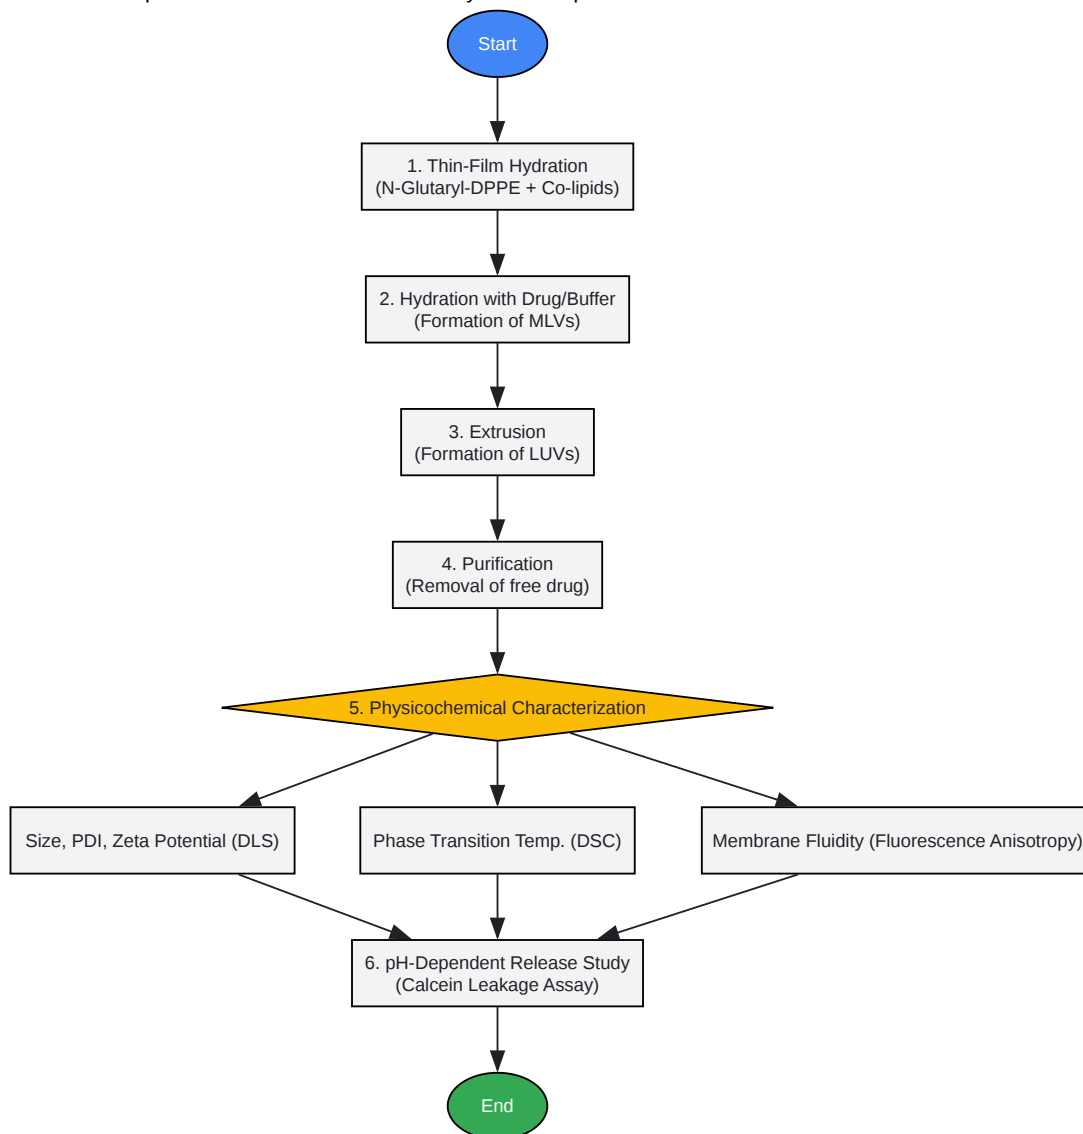 Start
1. Thin-Film Hydration
(N-Glutaryl-DPPE + Co-lipids)
2. Hydration with Drug/Buffer
(Formation of MLVs)
3. Extrusion
(Formation of LUVs)
4. Purification
(Removal of free drug)
5. Physicochemical Characterization
Size, PDI, Zeta Potential (DLS)
Phase Transition Temp. (DSC)
Membrane Fluidity (Fluorescence Anisotropy)
6. pH-Dependent Release Study
(Calcein Leakage Assay)
End